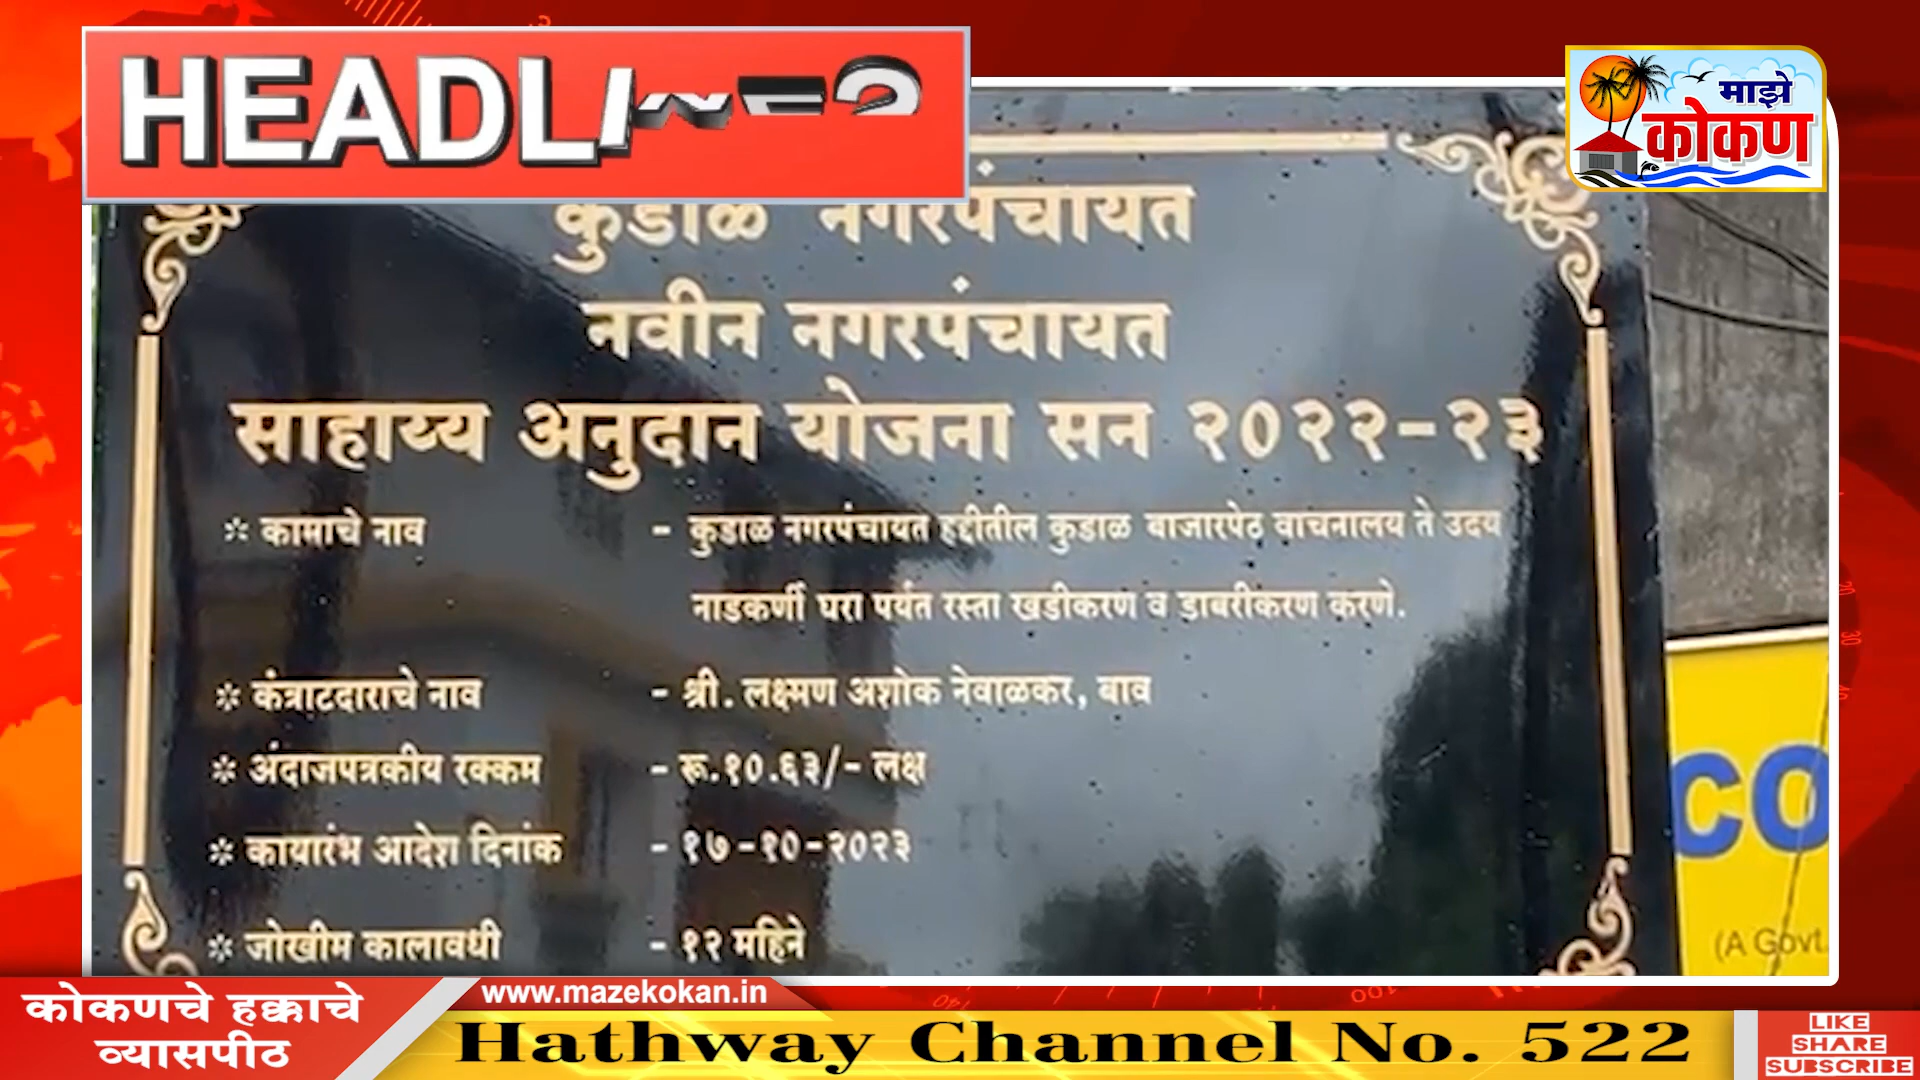 माझे
कोकण
कुडाळ नगरपंचायत
नवीन नगरपंचायत
साहाय्य अनुदान योजना सन २०२२-२३
* कामाचे नाव - कुडाळ नगरपंचायत हद्दीतील कुडाळ बाजारपेठ वाचनालय ते उदय
नाडकर्णी घरा पर्यंत रस्ता खडीकरण व डांबरीकरण करणे.
* कंत्राटदाराचे नाव - श्री. लक्ष्मण अशोक नेवाळकर, बाव
* अंदाजपत्रकीय रक्कम - रू.१०.६३/- लक्ष
* कार्यारंभ आदेश दिनांक - १७-१०-२०२३
* जोखीम कालावधी - १२ महिने
CO
(A Govt.
कोकणचे हक्काचे
व्यासपीठ
www.mazekokan.in
Hathway Channel No. 522
LIKE
SHARE
SUBSCRIBE